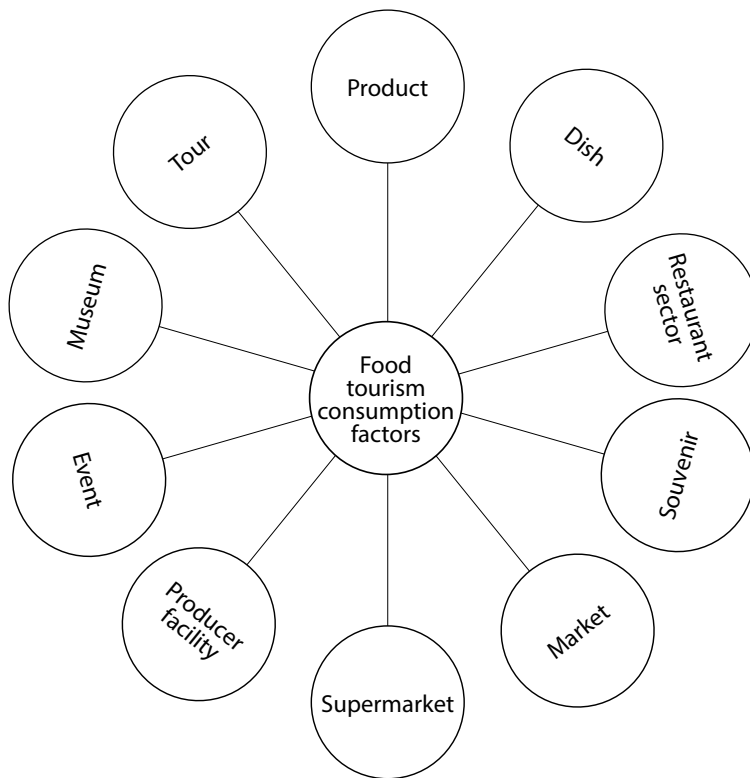 Product
Dish
Restaurant
sector
Souvenir
Market
Supermarket
Producer
facility
Event
Museum
Tour
Food
tourism
consumption
factors